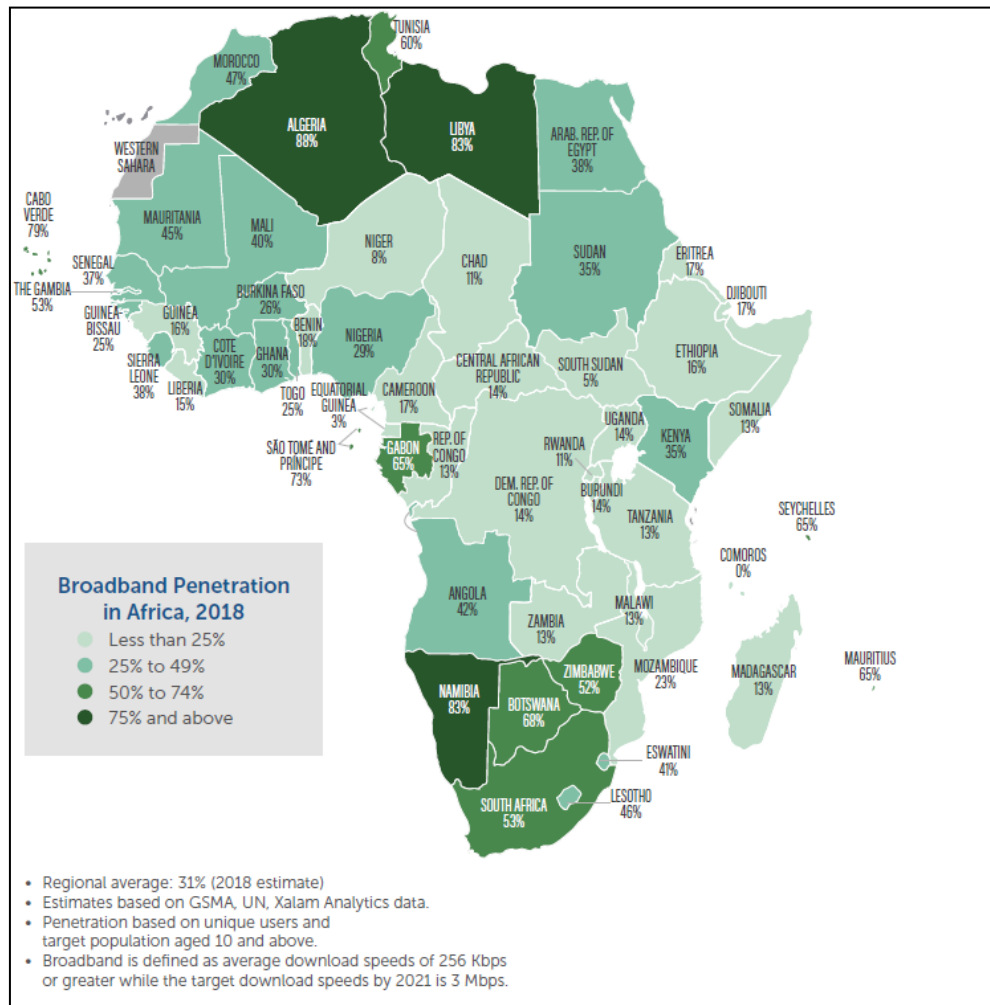 TUNISIA
60%
MOROCCO
47%
ALGERIA
88%
LIBYA
83%
ARAB. REP. OF
EGYPT
38%
WESTERN
SAHARA
CABO
VERDE
79%
MAURITANIA
45%
MALI
40%
NIGER
8%
CHAD
11%
SUDAN
35%
ERITREA
17%
SENEGAL
37%
THE GAMBIA
53%
DJIBOUTI
17%
GUINEA-
BISSAU
25%
GUINEA
16%
BURKINA FASO
26%
BENIN
18%
NIGERIA
29%
SIERRA
LEONE
38%
LIBERIA
15%
COTE
D'IVOIRE
30%
GHANA
30%
TOGO
25%
EQUATORIAL
GUINEA
3%
CAMEROON
17%
CENTRAL AFRICAN
REPUBLIC
14%
SOUTH SUDAN
5%
ETHIOPIA
16%
SOMALIA
13%
SÃO TOMÉ AND
PRÍNCIPE
73%
GABON
65%
REP. OF
CONGO
13%
DEM. REP. OF
CONGO
14%
UGANDA
14%
KENYA
35%
RWANDA
11%
BURUNDI
14%
TANZANIA
13%
SEYCHELLES
65%
COMOROS
0%
ANGOLA
42%
ZAMBIA
13%
MALAWI
13%
MOZAMBIQUE
23%
MADAGASCAR
13%
MAURITIUS
65%
NAMIBIA
83%
ZIMBABWE
52%
BOTSWANA
68%
ESWATINI
41%
LESOTHO
46%
SOUTH AFRICA
53%
Broadband Penetration
in Africa, 2018
Less than 25%
25% to 49%
50% to 74%
75% and above
• Regional average: 31% (2018 estimate)
• Estimates based on GSMA, UN, Xalam Analytics data.
• Penetration based on unique users and
target population aged 10 and above.
• Broadband is defined as average download speeds of 256 Kbps
or greater while the target download speeds by 2021 is 3 Mbps.